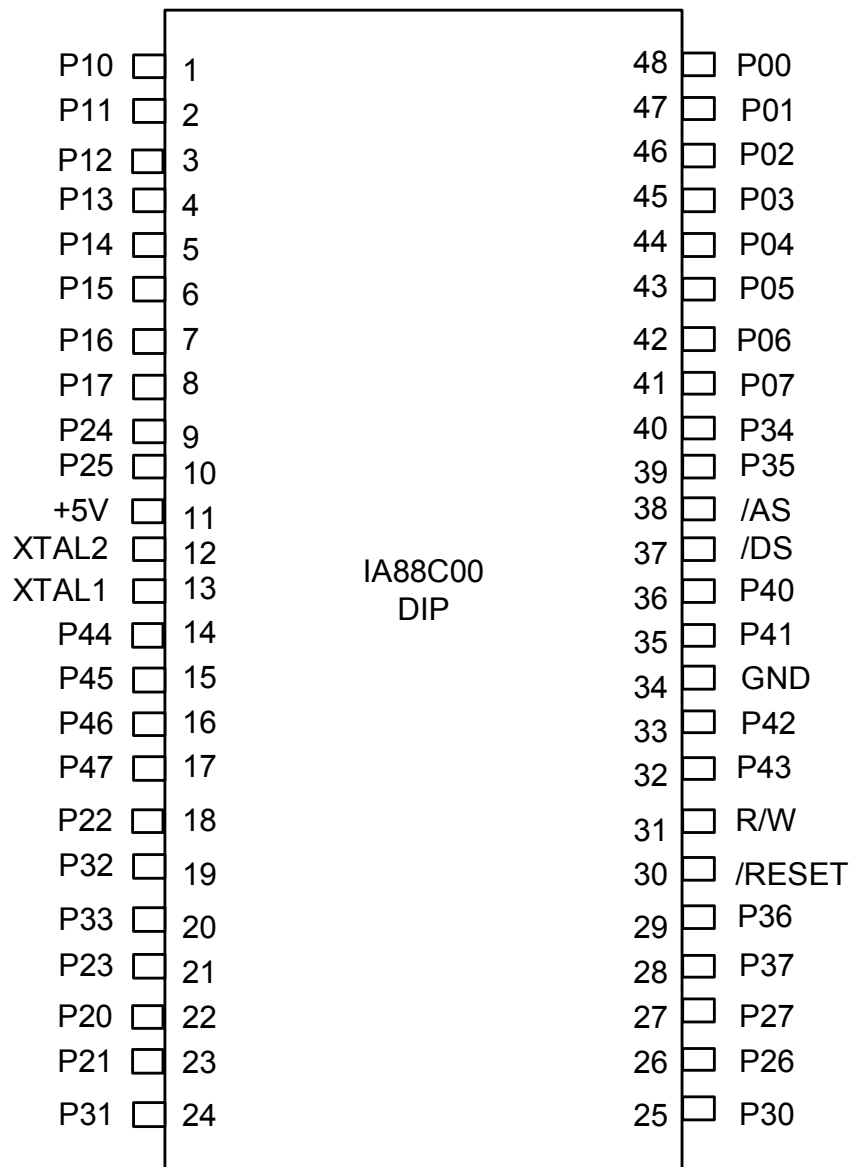 P10 1 48 P00
P11 2 47 P01
P12 3 46 P02
P13 4 45 P03
P14 5 44 P04
P15 6 43 P05
P16 7 42 P06
P17 8 41 P07
P24 9 40 P34
P25 10 39 P35
+5V 11 38 /AS
XTAL2 12 37 /DS
XTAL1 13 IA88C00 36 P40
DIP
P44 14 35 P41
P45 15 34 GND
P46 16 33 P42
P47 17 32 P43
P22 18 31 R/W
P32 19 30 /RESET
P33 20 29 P36
P23 21 28 P37
P20 22 27 P27
P21 23 26 P26
P31 24 25 P30